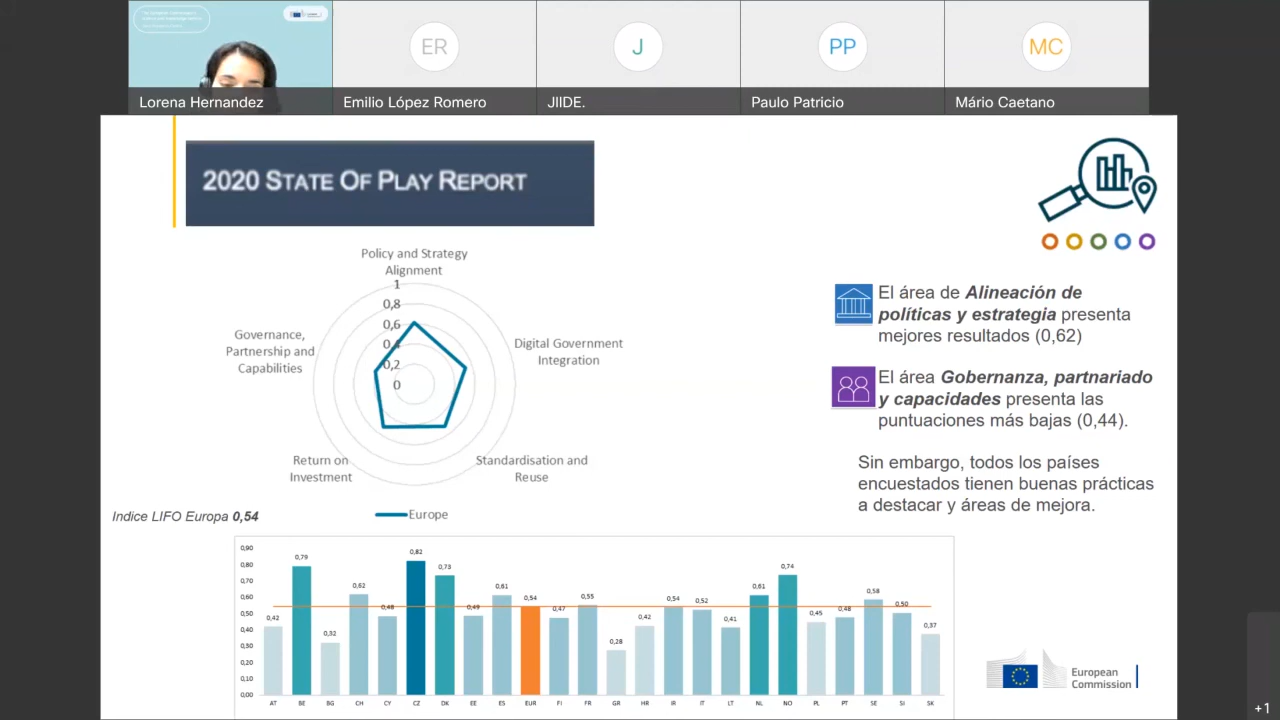 Lorena Hernandez
ER
Emilio López Romero
J
JIIDE.
PP
Paulo Patricio
MC
Mário Caetano
2020 STATE OF PLAY REPORT
Policy and Strategy
Alignment
1
0,8
0,6
0,4
0,2
0
Governance,
Partnership and
Capabilities
Digital Government
Integration
Return on
Investment
Standardisation and
Reuse
Europe
El área de Alineación de
políticas y estrategia presenta
mejores resultados (0,62)
El área Gobernanza, partnariado
y capacidades presenta las
puntuaciones más bajas (0,44).
Sin embargo, todos los países
encuestados tienen buenas prácticas
a destacar y áreas de mejora.
Indice LIFO Europa 0,54
0,90
0,80
0,70
0,60
0,50
0,40
0,30
0,20
0,10
0,00
0,42 0,79 0,32 0,62 0,48 0,82 0,73 0,49 0,61 0,54 0,47 0,55 0,28 0,42 0,54 0,52 0,41 0,61 0,74 0,45 0,48 0,58 0,50 0,37
AT BE BG CH CY CZ DK EE ES EUR FI FR GR HR IR IT LT NL NO PL PT SE SI SK
European
Commission
+1